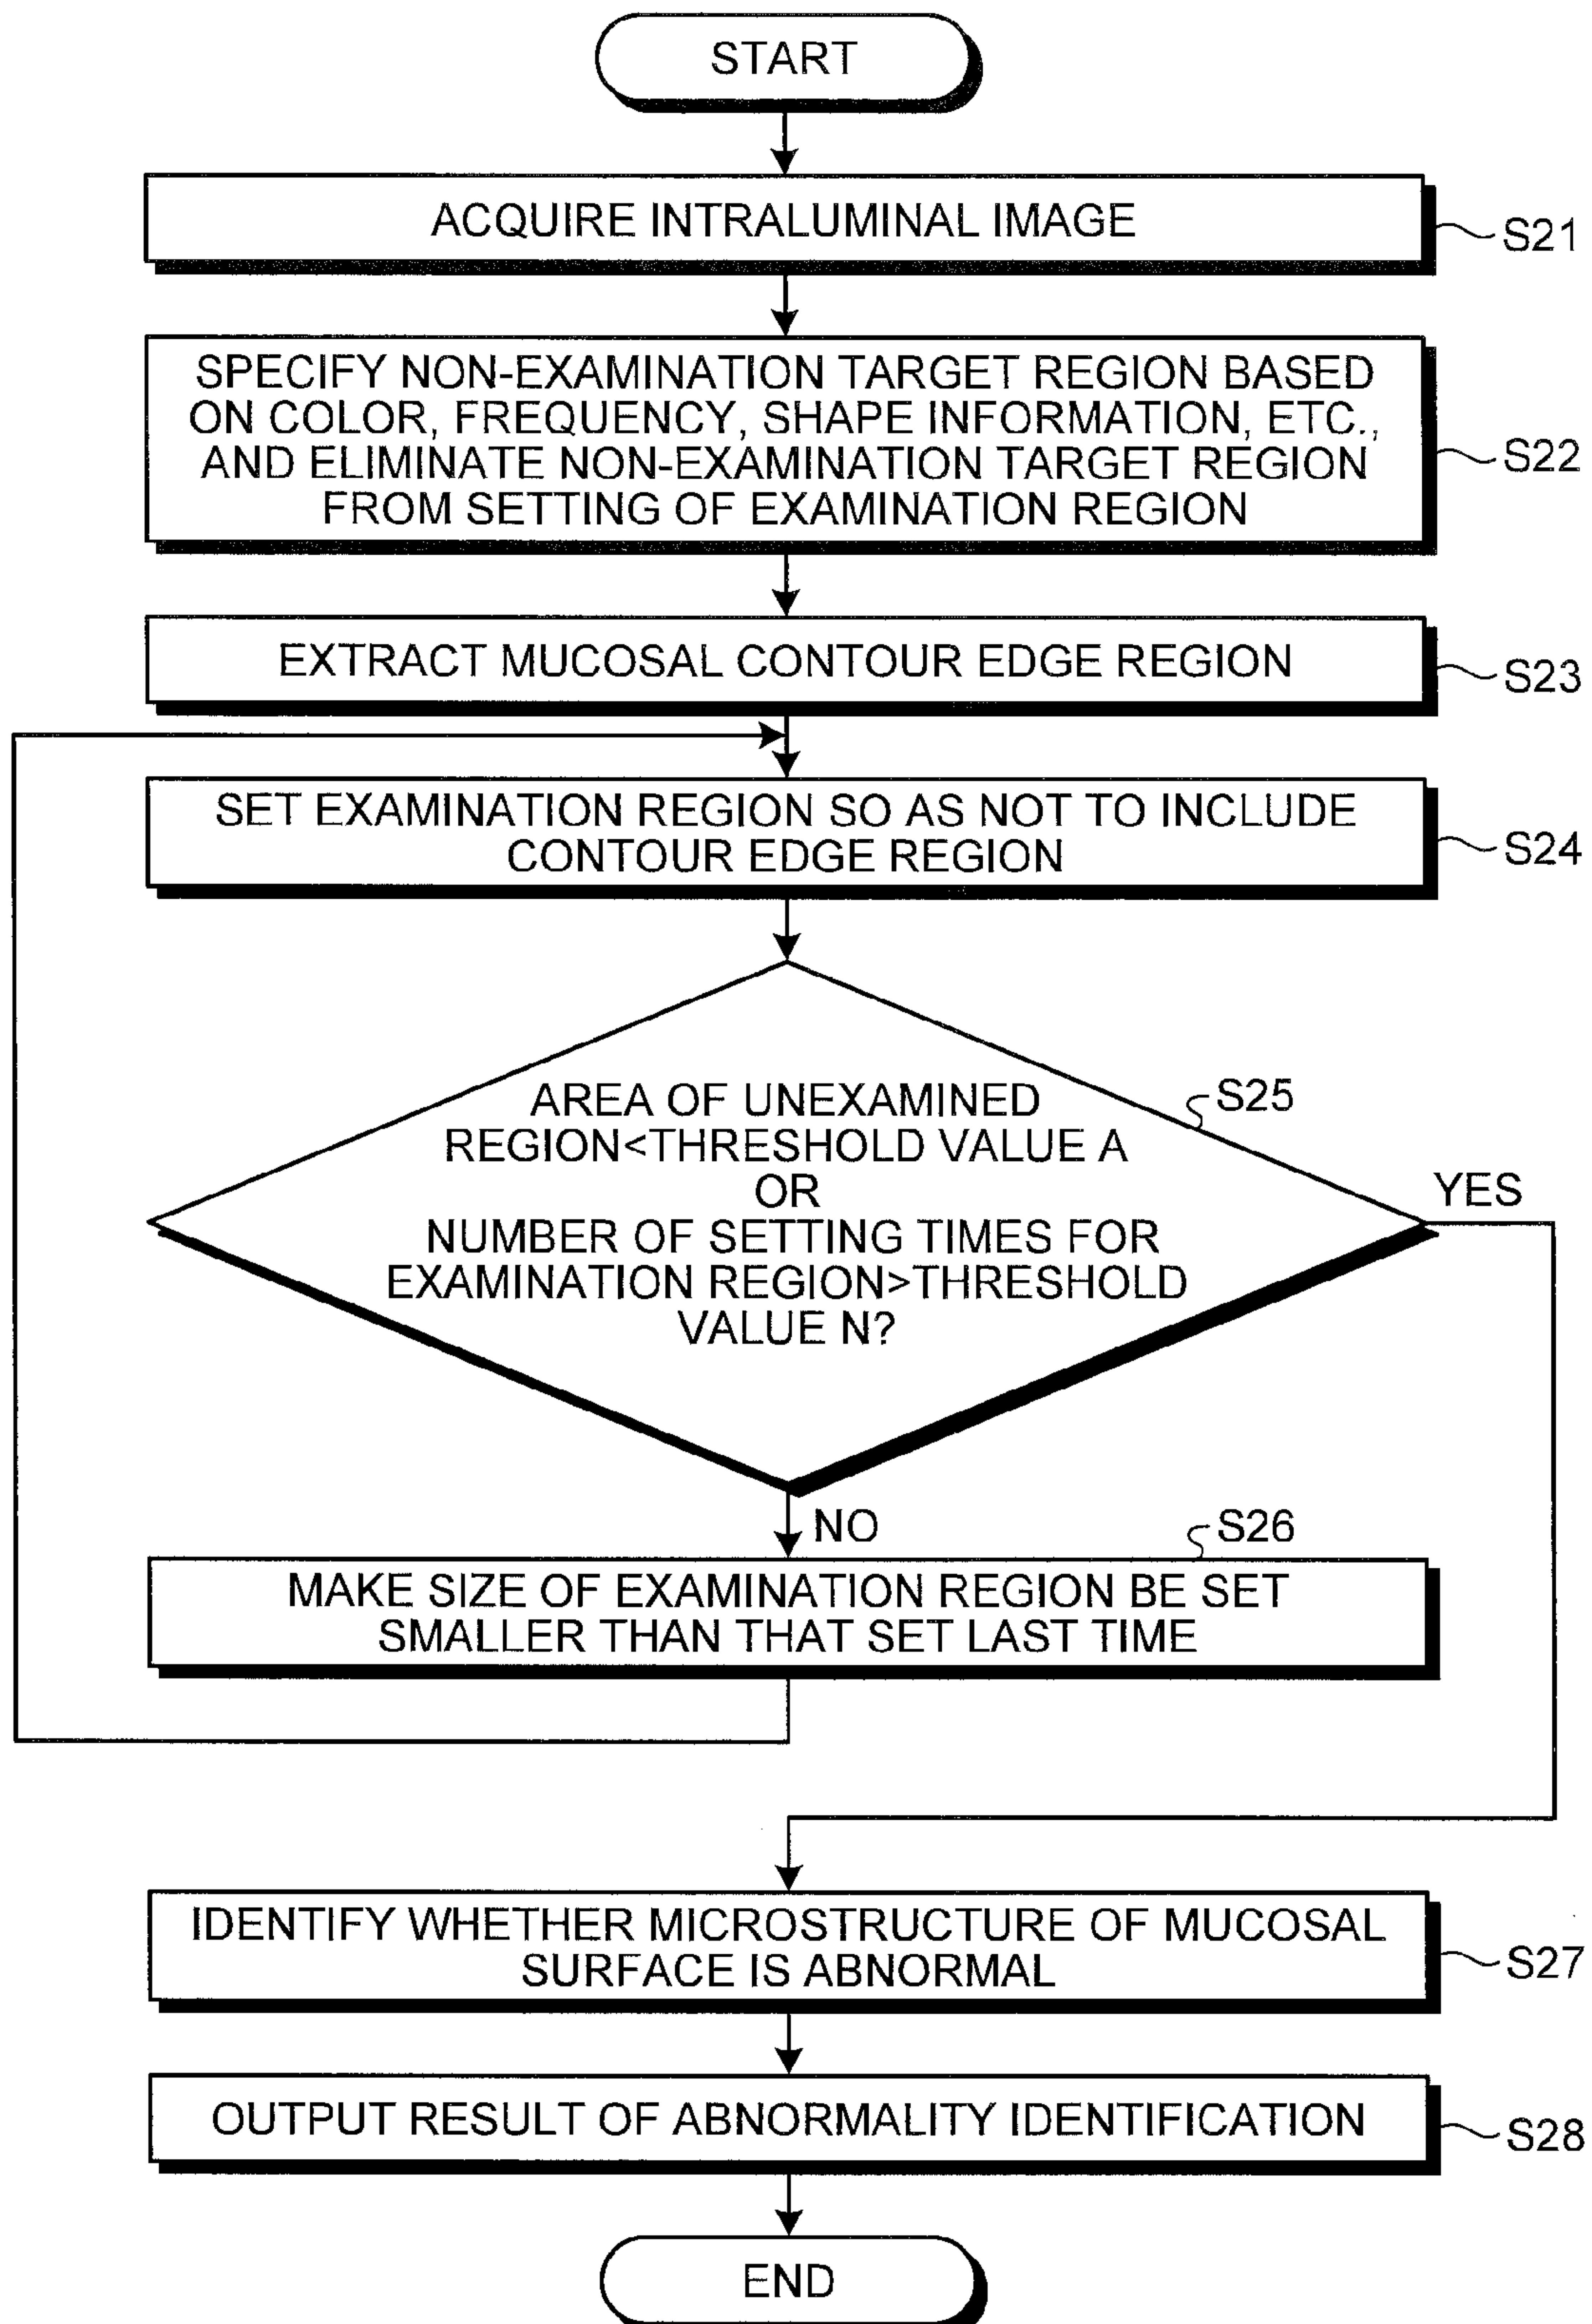 START
ACQUIRE INTRALUMINAL IMAGE
S21
SPECIFY NON-EXAMINATION TARGET REGION BASED
ON COLOR, FREQUENCY, SHAPE INFORMATION, ETC.,
AND ELIMINATE NON-EXAMINATION TARGET REGION
FROM SETTING OF EXAMINATION REGION
S22
EXTRACT MUCOSAL CONTOUR EDGE REGION
S23
SET EXAMINATION REGION SO AS NOT TO INCLUDE
CONTOUR EDGE REGION
S24
AREA OF UNEXAMINED
REGION<THRESHOLD VALUE A
OR
NUMBER OF SETTING TIMES FOR
EXAMINATION REGION>THRESHOLD
VALUE N?
S25
YES
NO
S26
MAKE SIZE OF EXAMINATION REGION BE SET
SMALLER THAN THAT SET LAST TIME
IDENTIFY WHETHER MICROSTRUCTURE OF MUCOSAL
SURFACE IS ABNORMAL
S27
OUTPUT RESULT OF ABNORMALITY IDENTIFICATION
S28
END